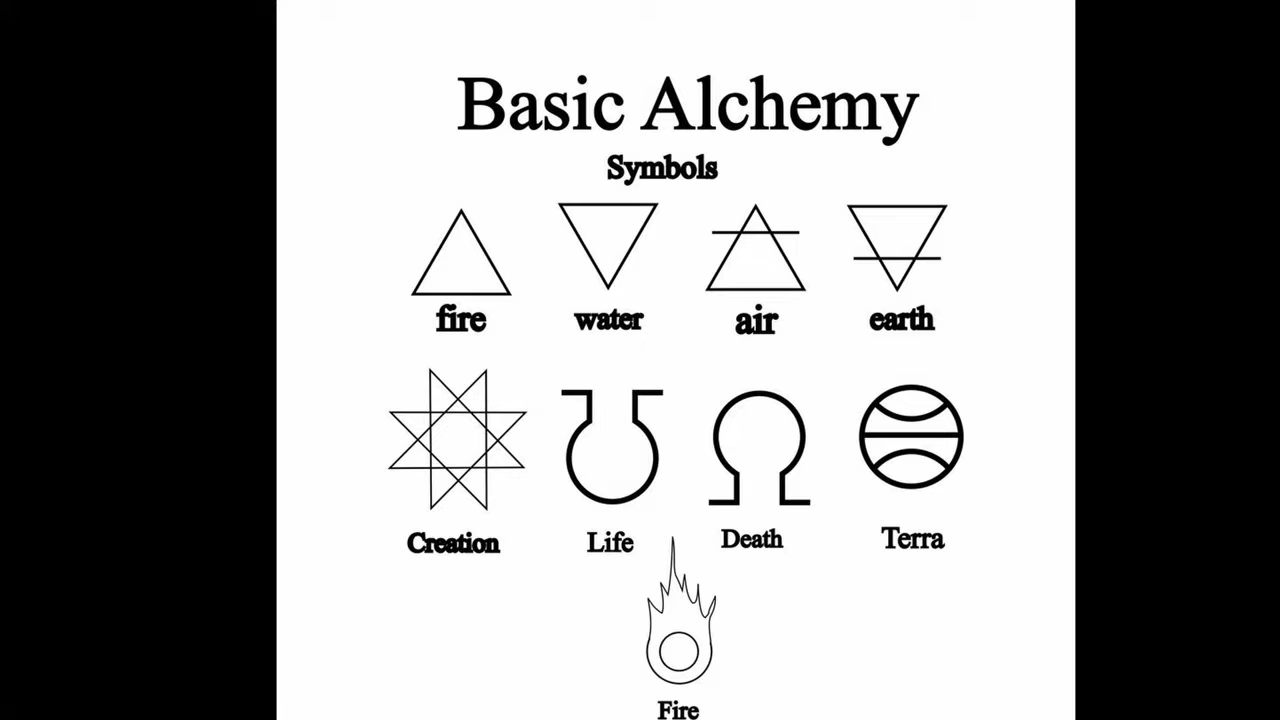 Basic Alchemy
Symbols
fire water air earth
Creation Life Death Terra
Fire